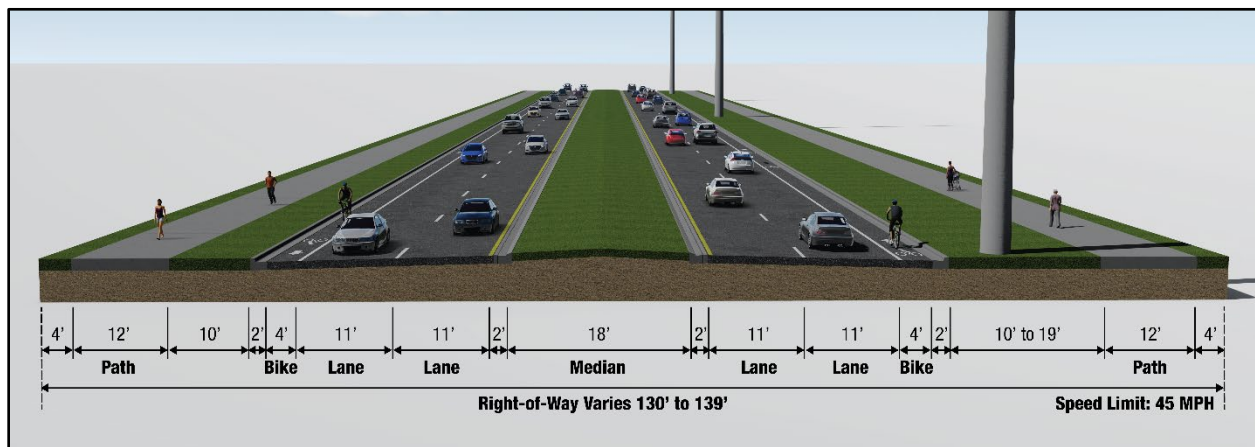 4' 12' 10' 2' 4' 11' 11' 2' 18' 2' 11' 11' 4' 2' 10' to 19' 12' 4'
Path Bike Lane Lane Median Lane Lane Bike Path
Right-of-Way Varies 130' to 139' Speed Limit: 45 MPH